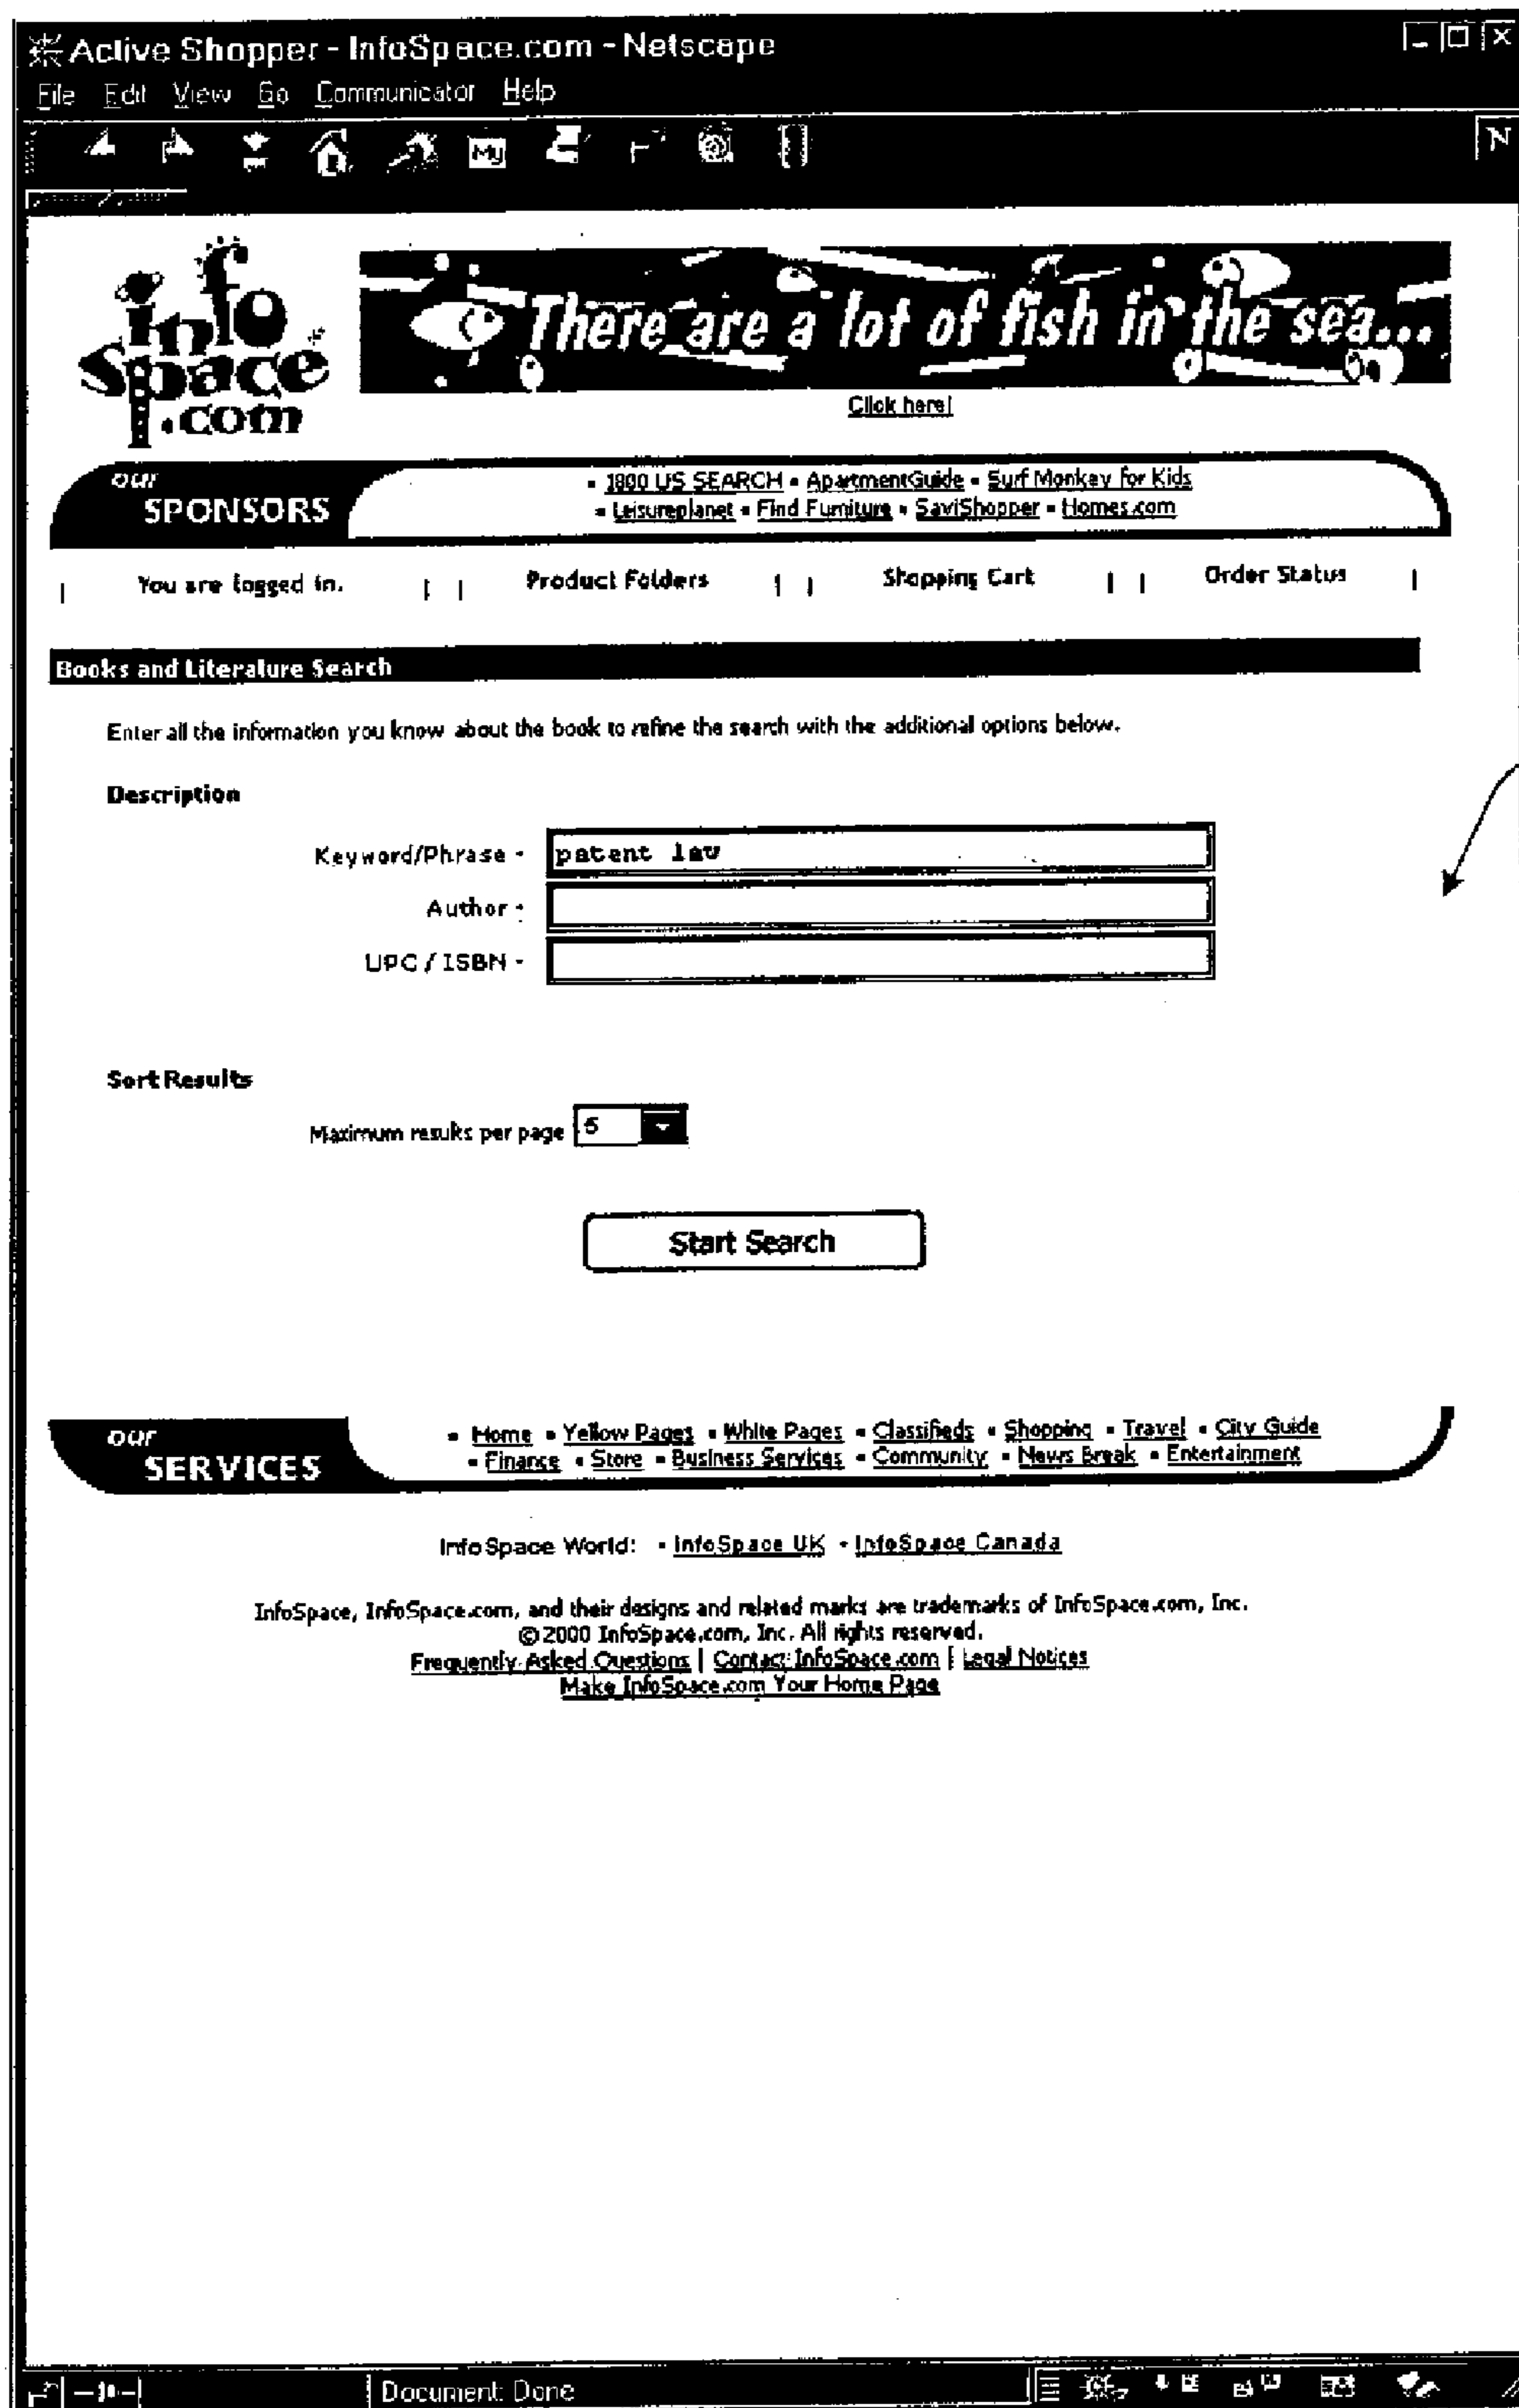 Active Shopper - InfoSpace.com - Netscape
File Edit View Go Communicator Help
My
N
info
space
.com
There are a lot of fish in the sea...
Click here!
our
SPONSORS
▪ 1800 US SEARCH ▪ ApartmentGuide ▪ Surf Monkey for Kids
▪ Leisureplanet ▪ Find Furniture ▪ SaviShopper ▪ Homes.com
| You are logged in. | | Product Folders | | Shopping Cart | | Order Status |
Books and Literature Search
Enter all the information you know about the book to refine the search with the additional options below.
Description
Keyword/Phrase - patent law
Author -
UPC / ISBN -
Sort Results
Maximum results per page 5
Start Search
our
SERVICES
▪ Home ▪ Yellow Pages ▪ White Pages ▪ Classifieds ▪ Shopping ▪ Travel ▪ City Guide
▪ Finance ▪ Store ▪ Business Services ▪ Community ▪ News Break ▪ Entertainment
InfoSpace World: ▪ InfoSpace UK ▪ InfoSpace Canada
InfoSpace, InfoSpace.com, and their designs and related marks are trademarks of InfoSpace.com, Inc.
© 2000 InfoSpace.com, Inc. All rights reserved.
Frequently Asked Questions | Contact InfoSpace.com | Legal Notices
Make InfoSpace.com Your Home Page
Document: Done